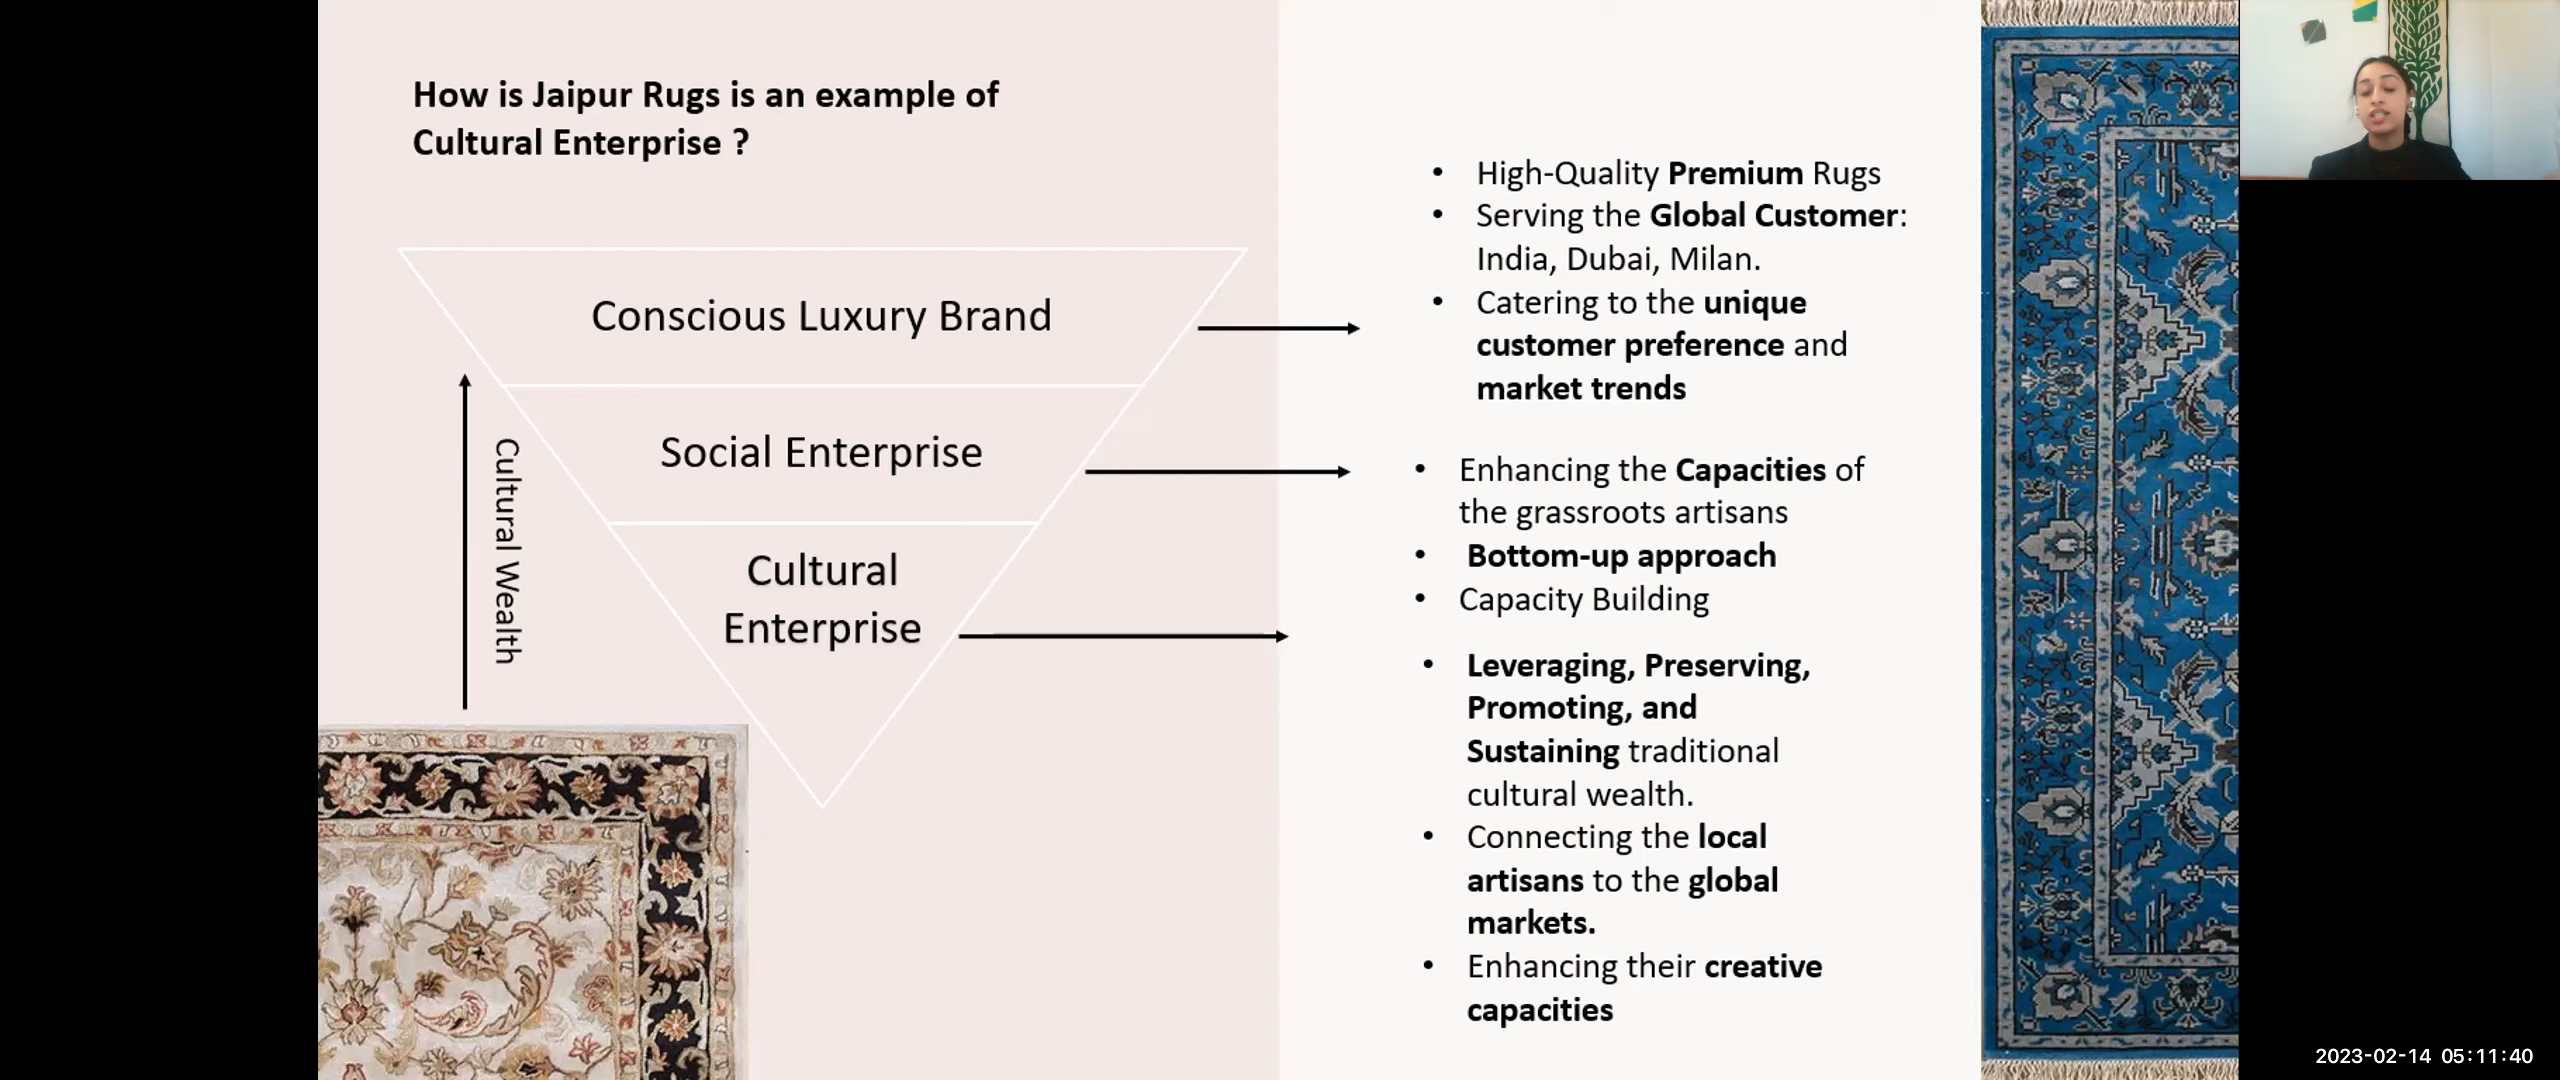 How is Jaipur Rugs is an example of
Cultural Enterprise ?
Conscious Luxury Brand
Social Enterprise
Cultural
Enterprise
Cultural Wealth
• High-Quality Premium Rugs
• Serving the Global Customer:
India, Dubai, Milan.
• Catering to the unique
customer preference and
market trends
• Enhancing the Capacities of
the grassroots artisans
• Bottom-up approach
• Capacity Building
• Leveraging, Preserving,
Promoting, and
Sustaining traditional
cultural wealth.
• Connecting the local
artisans to the global
markets.
• Enhancing their creative
capacities
2023-02-14 05:11:40